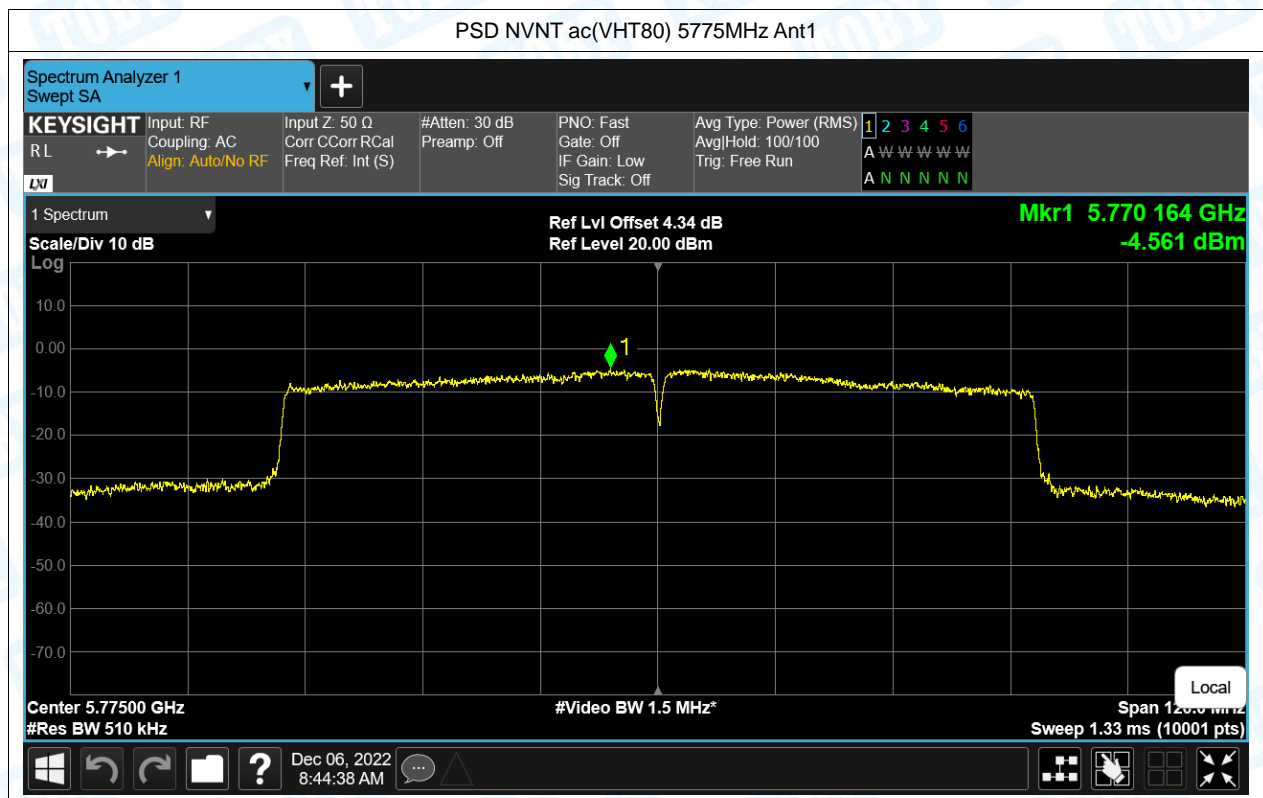 PSD NVNT ac(VHT80) 5775MHz Ant1
Spectrum Analyzer 1
Swept SA
KEYSIGHT
R L
LXI
Input: RF
Coupling: AC
Align: Auto/No RF
Input Z: 50 Ω
Corr CCorr RCal
Freq Ref: Int (S)
#Atten: 30 dB
Preamp: Off
PNO: Fast
Gate: Off
IF Gain: Low
Sig Track: Off
Avg Type: Power (RMS)
Avg|Hold: 100/100
Trig: Free Run
1 2 3 4 5 6
A W W W W W
A N N N N N
1 Spectrum
Scale/Div 10 dB
Ref Lvl Offset 4.34 dB
Ref Level 20.00 dBm
Mkr1 5.770 164 GHz
-4.561 dBm
Log
10.0
0.00
-10.0
-20.0
-30.0
-40.0
-50.0
-60.0
-70.0
1
Local
Center 5.77500 GHz
#Res BW 510 kHz
#Video BW 1.5 MHz*
Span 120.0 MHz
Sweep 1.33 ms (10001 pts)
?
Dec 06, 2022
8:44:38 AM
TOBY